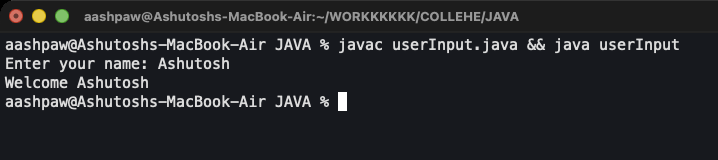 aashpaw@Ashutoshs-MacBook-Air:~/WORKKKKKK/COLLEHE/JAVA
aashpaw@Ashutoshs-MacBook-Air JAVA % javac userInput.java && java userInput
Enter your name: Ashutosh
Welcome Ashutosh
aashpaw@Ashutoshs-MacBook-Air JAVA %